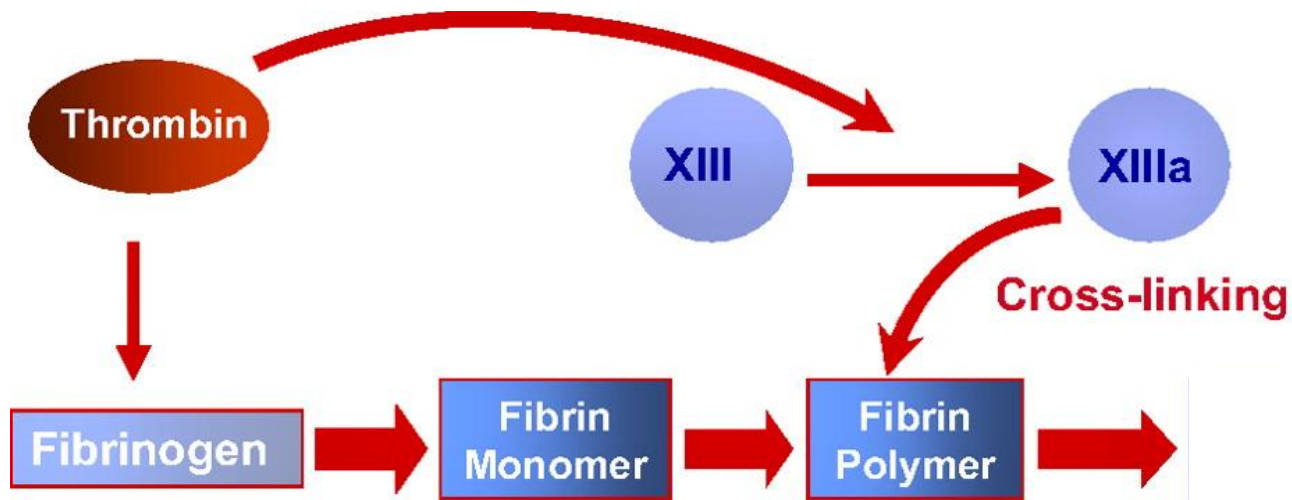 Thrombin
XIII
XIIIa
Cross-linking
Fibrinogen
Fibrin
Monomer
Fibrin
Polymer